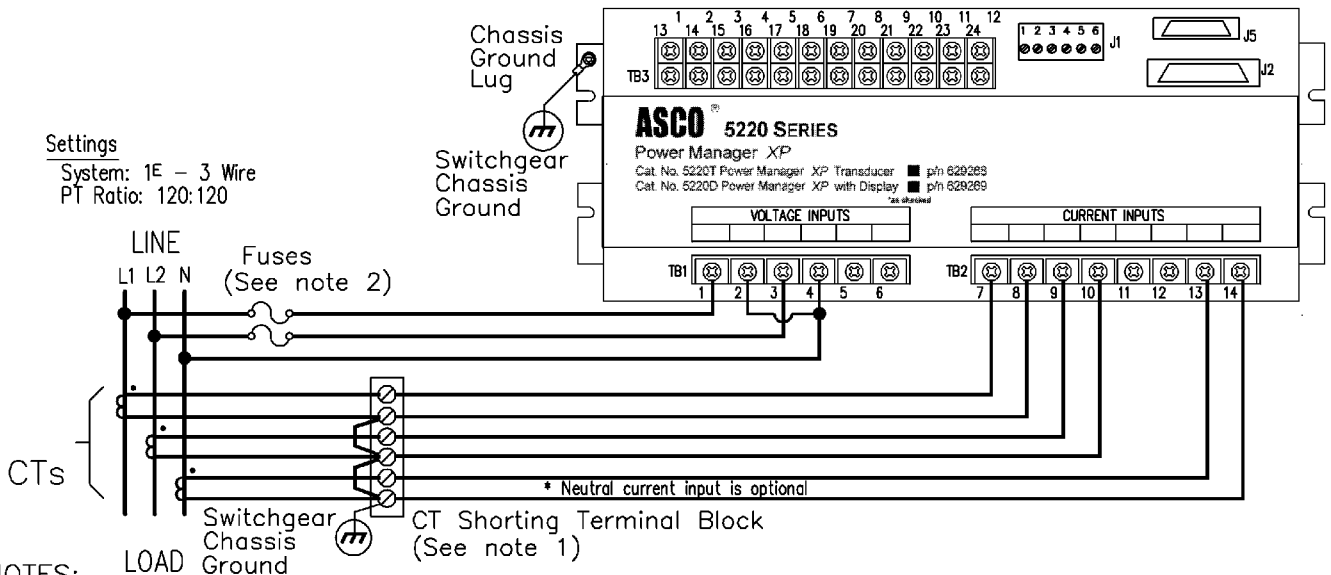 1 2 3 4 5 6 7 8 9 10 11 12
13 14 15 16 17 18 19 20 21 22 23 24
TB3
1 2 3 4 5 6
J1
J5
J2
Chassis
Ground
Lug
Switchgear
Chassis
Ground
ASCO ® 5220 SERIES
Power Manager XP
Cat. No. 5220T Power Manager XP Transducer p/n 629268
Cat. No. 5220D Power Manager XP with Display p/n 629269
VOLTAGE INPUTS
CURRENT INPUTS
TB1
1 2 3 4 5 6
TB2
7 8 9 10 11 12 13 14
Settings
System: 1E - 3 Wire
PT Ratio: 120:120
LINE
L1 L2 N
Fuses
(See note 2)
CTs
* Neutral current input is optional
Switchgear
Chassis
Ground
CT Shorting Terminal Block
(See note 1)
LOAD